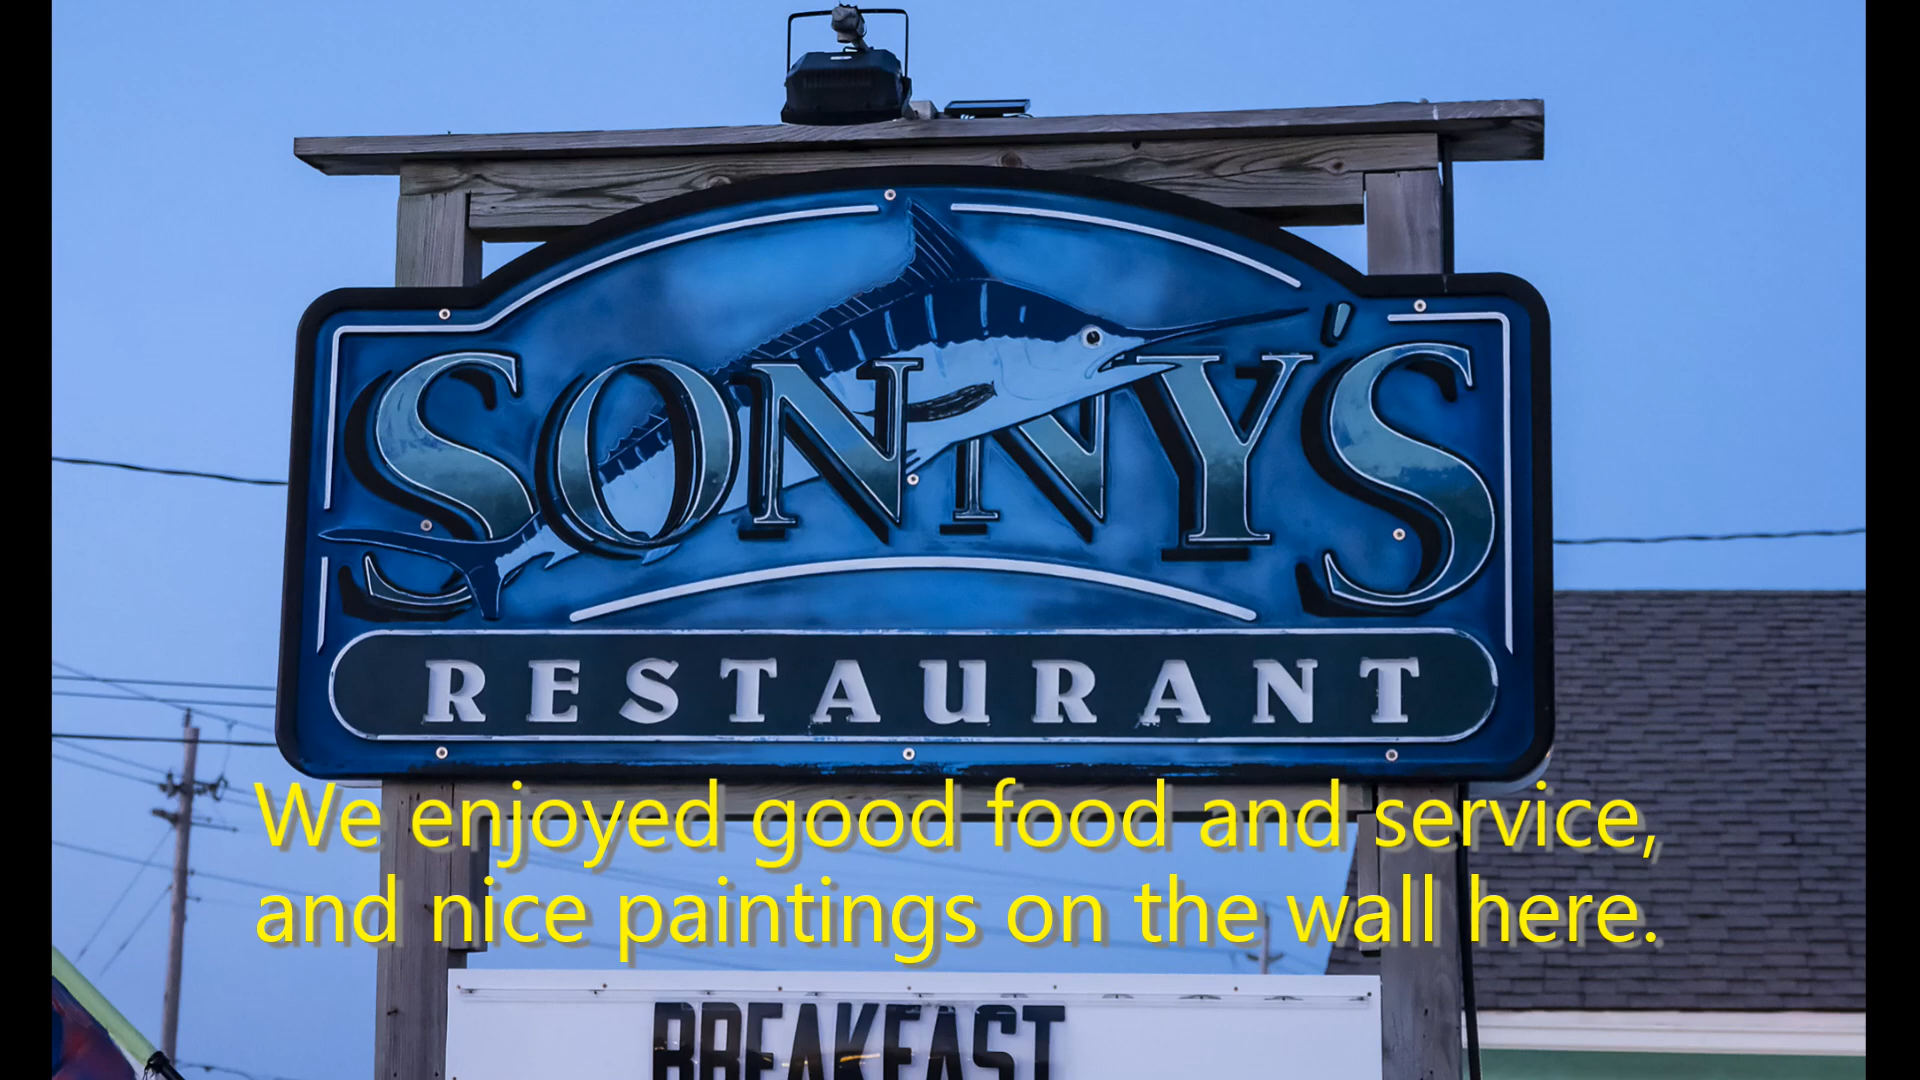 SONNY'S
RESTAURANT
We enjoyed good food and service,
and nice paintings on the wall here.
BREAKFAST